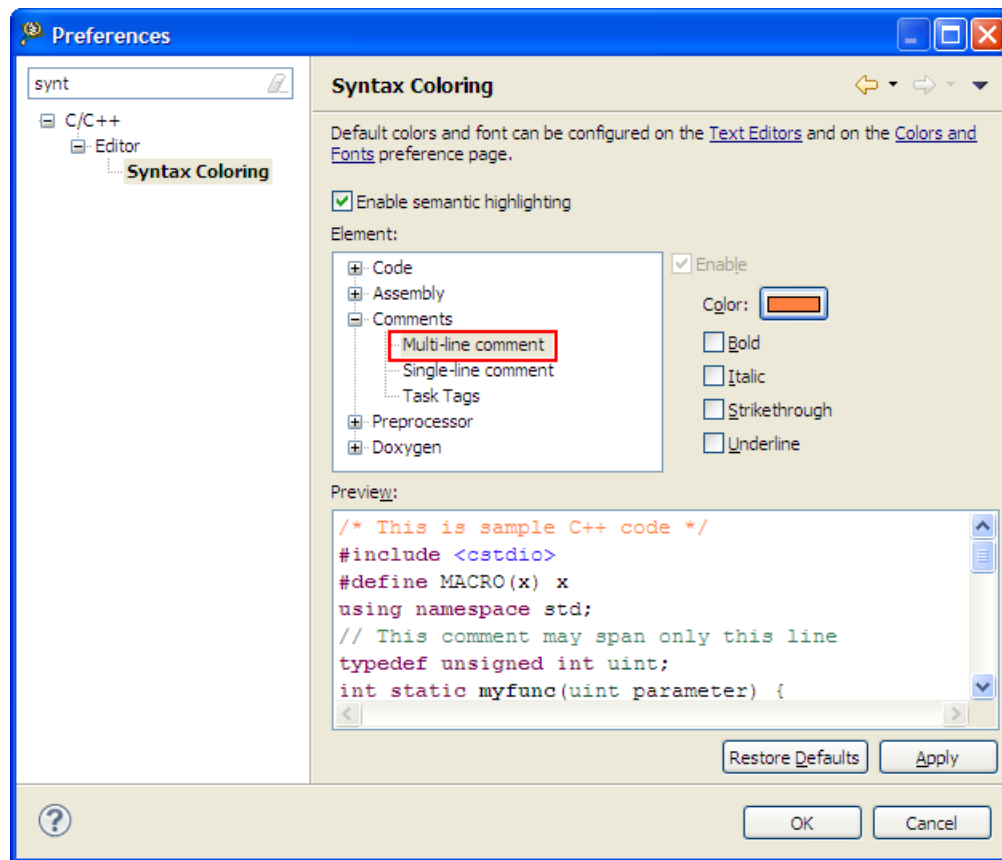 Preferences
synt
C/C++
Editor
Syntax Coloring
Syntax Coloring
Default colors and font can be configured on the Text Editors and on the Colors and
Fonts preference page.
Enable semantic highlighting
Element:
Code
Assembly
Comments
Multi-line comment
Single-line comment
Task Tags
Preprocessor
Doxygen
Enable
Color:
Bold
Italic
Strikethrough
Underline
Preview:
/* This is sample C++ code */
#include <cstdio>
#define MACRO(x) x
using namespace std;
// This comment may span only this line
typedef unsigned int uint;
int static myfunc(uint parameter) {
Restore Defaults
Apply
?
OK
Cancel